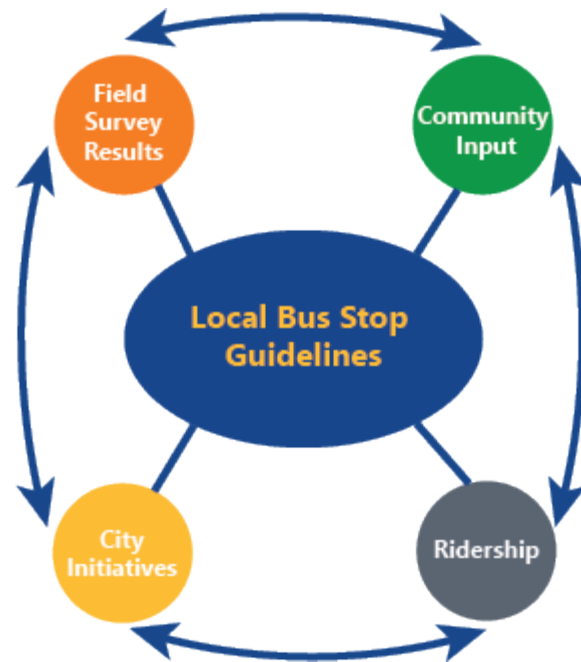 Field
Survey
Results
Community
Input
Local Bus Stop
Guidelines
City
Initiatives
Ridership